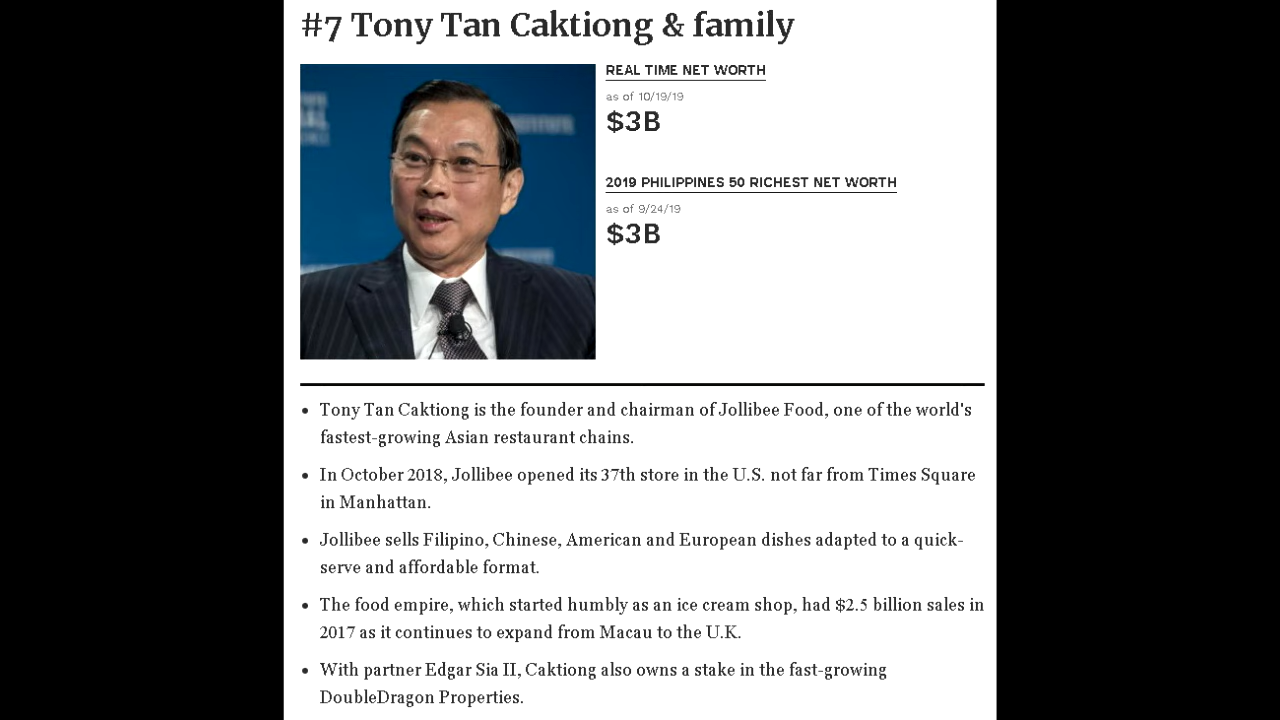 #7 Tony Tan Caktiong & family
REAL TIME NET WORTH
as of 10/19/19
$3B
2019 PHILIPPINES 50 RICHEST NET WORTH
as of 9/24/19
$3B
• Tony Tan Caktiong is the founder and chairman of Jollibee Food, one of the world's
fastest-growing Asian restaurant chains.
• In October 2018, Jollibee opened its 37th store in the U.S. not far from Times Square
in Manhattan.
• Jollibee sells Filipino, Chinese, American and European dishes adapted to a quick-
serve and affordable format.
• The food empire, which started humbly as an ice cream shop, had $2.5 billion sales in
2017 as it continues to expand from Macau to the U.K.
• With partner Edgar Sia II, Caktiong also owns a stake in the fast-growing
DoubleDragon Properties.